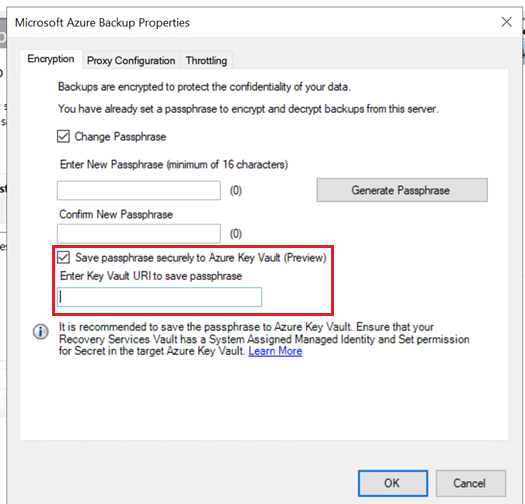 Microsoft Azure Backup Properties
Encryption
Proxy Configuration
Throttling
Backups are encrypted to protect the confidentiality of your data.
You have already set a passphrase to encrypt and decrypt backups from this server.
Change Passphrase
Enter New Passphrase (minimum of 16 characters)
(0)
Generate Passphrase
Confirm New Passphrase
(0)
Save passphrase securely to Azure Key Vault (Preview)
Enter Key Vault URI to save passphrase
It is recommended to save the passphrase to Azure Key Vault. Ensure that your
Recovery Services Vault has a System Assigned Managed Identity and Set permission
for Secret in the target Azure Key Vault. Learn More
OK
Cancel